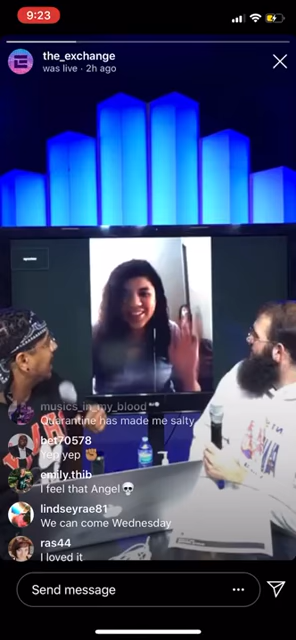 9:23
the_exchange
was live · 2h ago
musics_in_my_blood
Quarantine has made me salty
bet70578
Yep yep
emily.thib
I feel that Angel💀
lindseyrae81
We can come Wednesday
ras44
I loved it
Send message